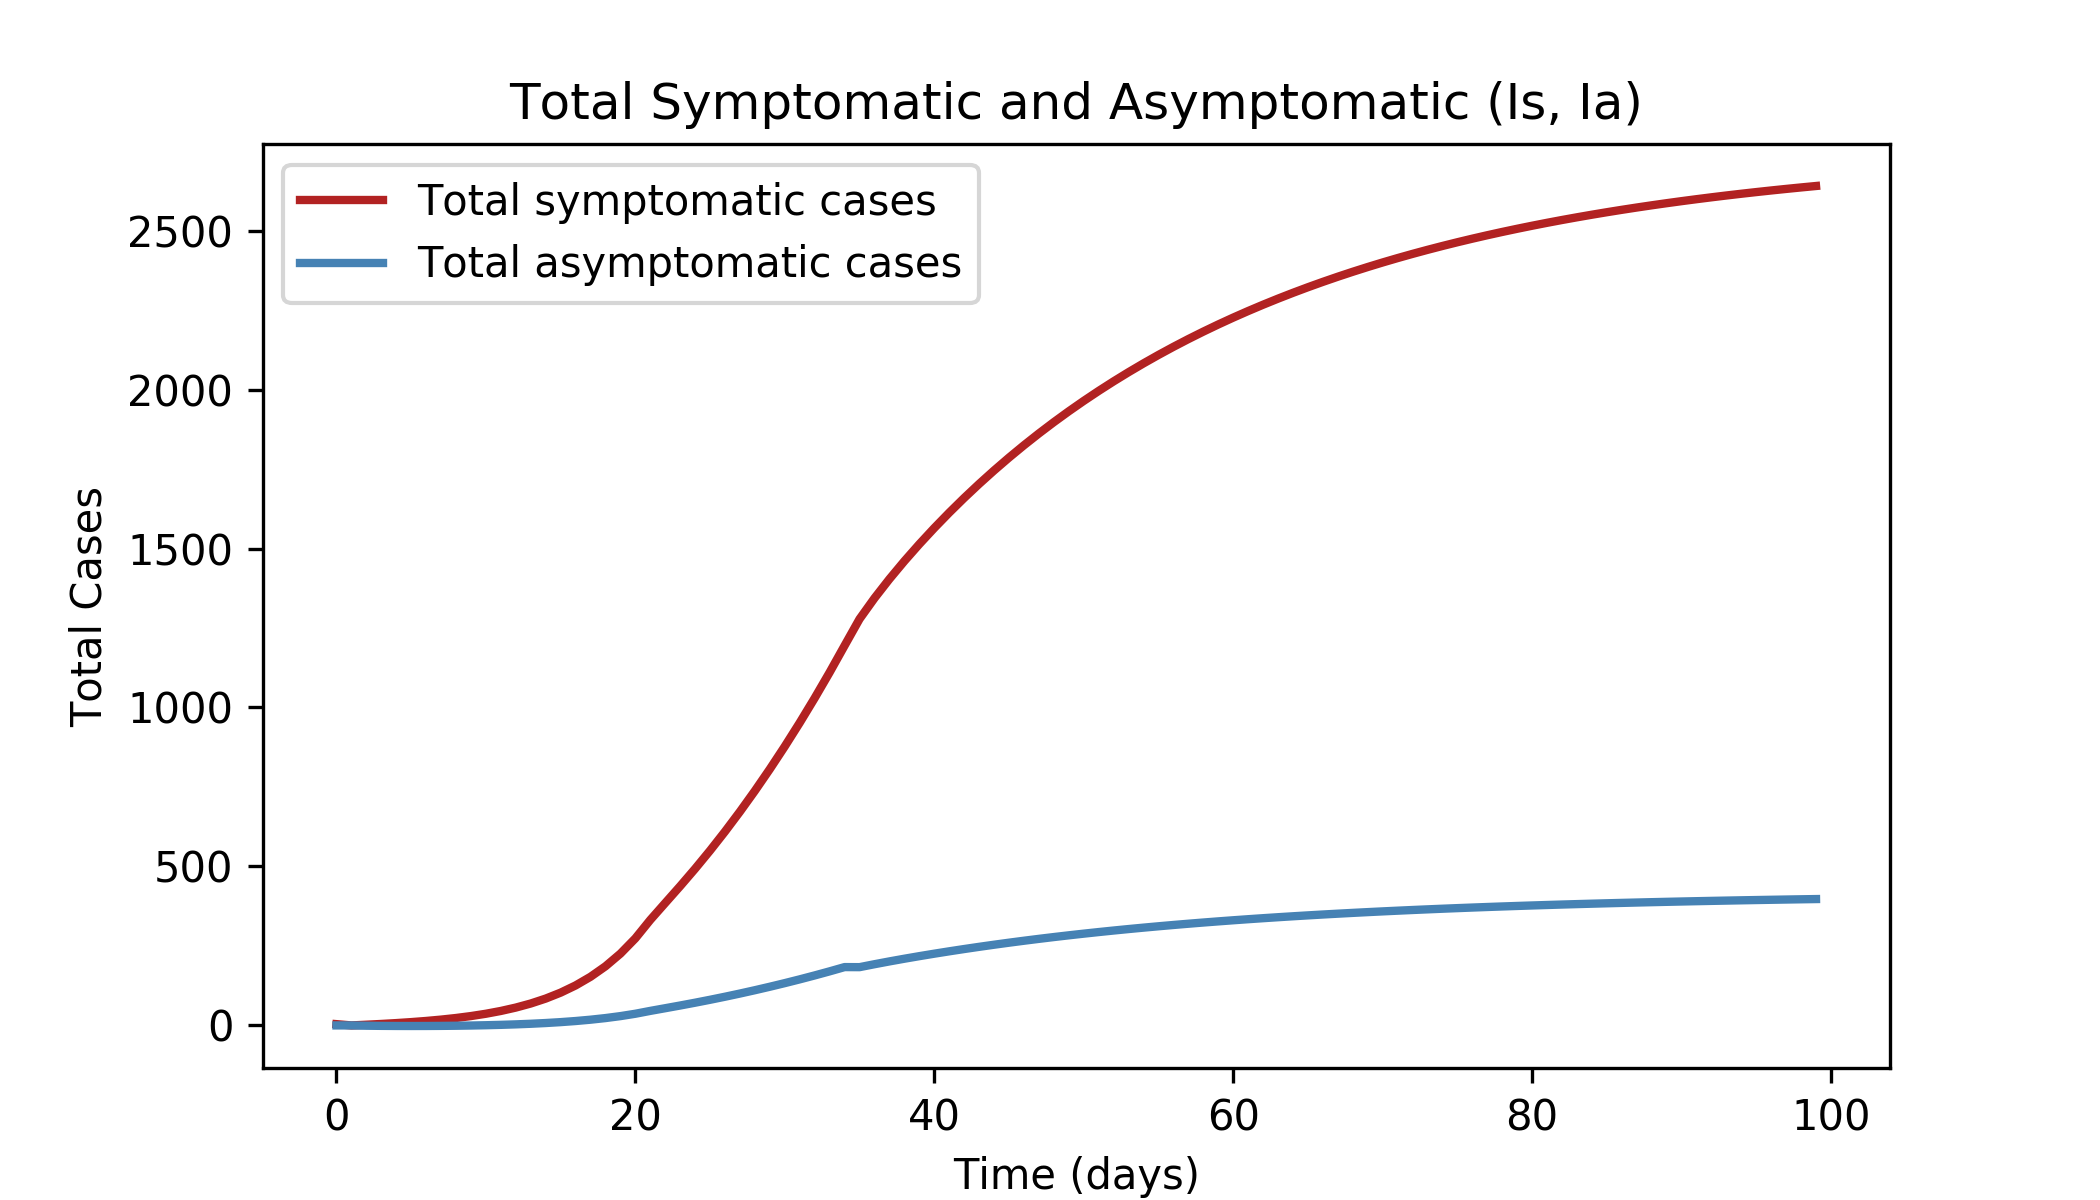 Total Symptomatic and Asymptomatic (Is, Ia)
Total symptomatic cases
Total asymptomatic cases
Total Cases
2500
2000
1500
1000
500
0
0 20 40 60 80 100
Time (days)